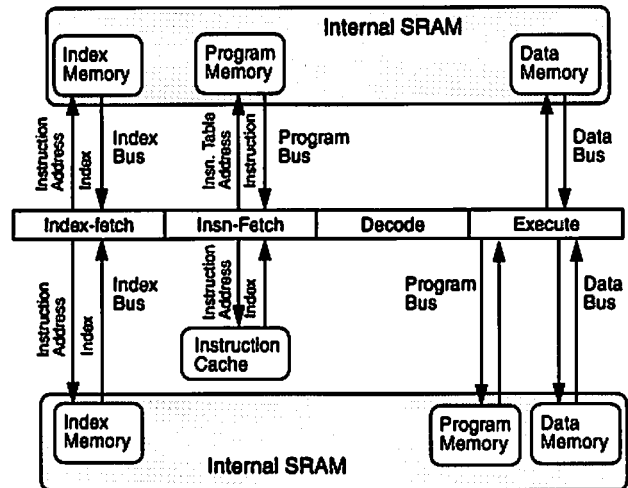 Internal SRAM
Index
Memory
Program
Memory
Data
Memory
Instruction
Address
Index
Index
Bus
Insn. Table
Address
Instruction
Program
Bus
Data
Bus
Index-fetch
Insn-Fetch
Decode
Execute
Instruction
Address
Index
Index
Bus
Instruction
Address
Index
Program
Bus
Data
Bus
Instruction
Cache
Index
Memory
Program
Memory
Data
Memory
Internal SRAM